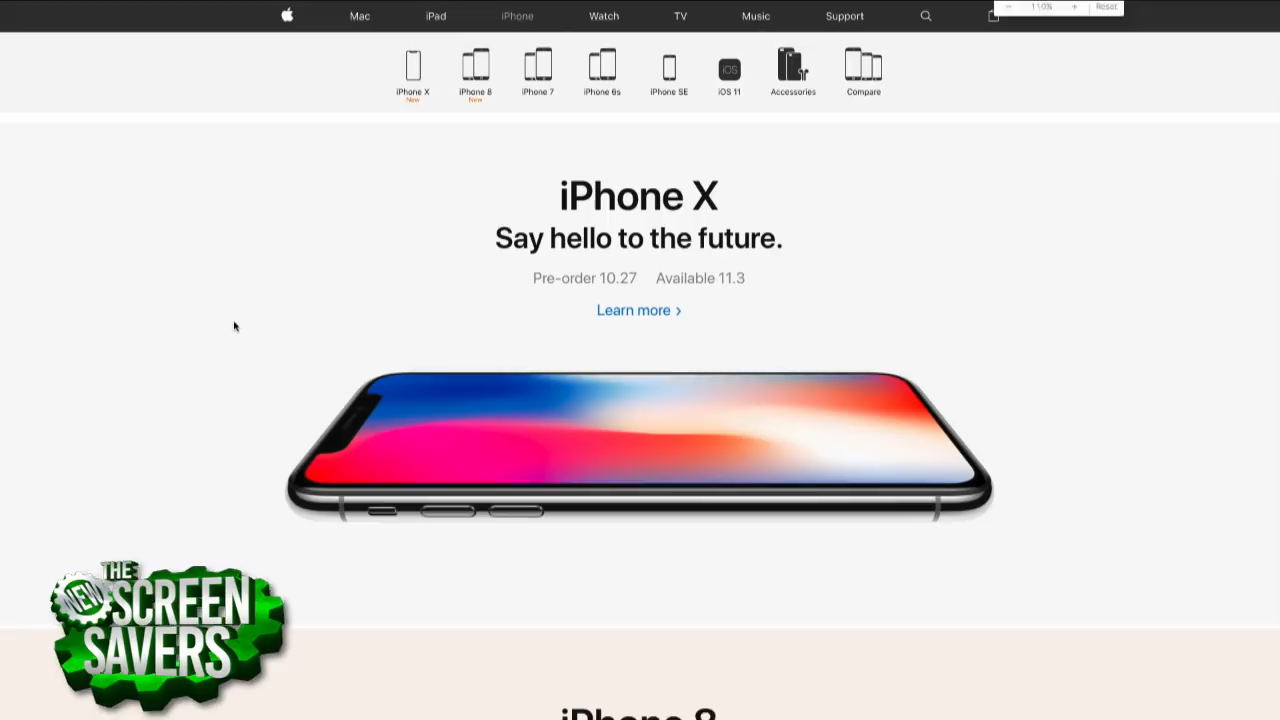 Mac iPad iPhone Watch TV Music Support
− 110% + Reset
iPhone X iPhone 8 iPhone 7 iPhone 6s iPhone SE iOS iOS 11 Accessories Compare
New New
iPhone X
Say hello to the future.
Pre-order 10.27 Available 11.3
Learn more >
THE
NEW SCREEN
SAVERS
iPhone 8